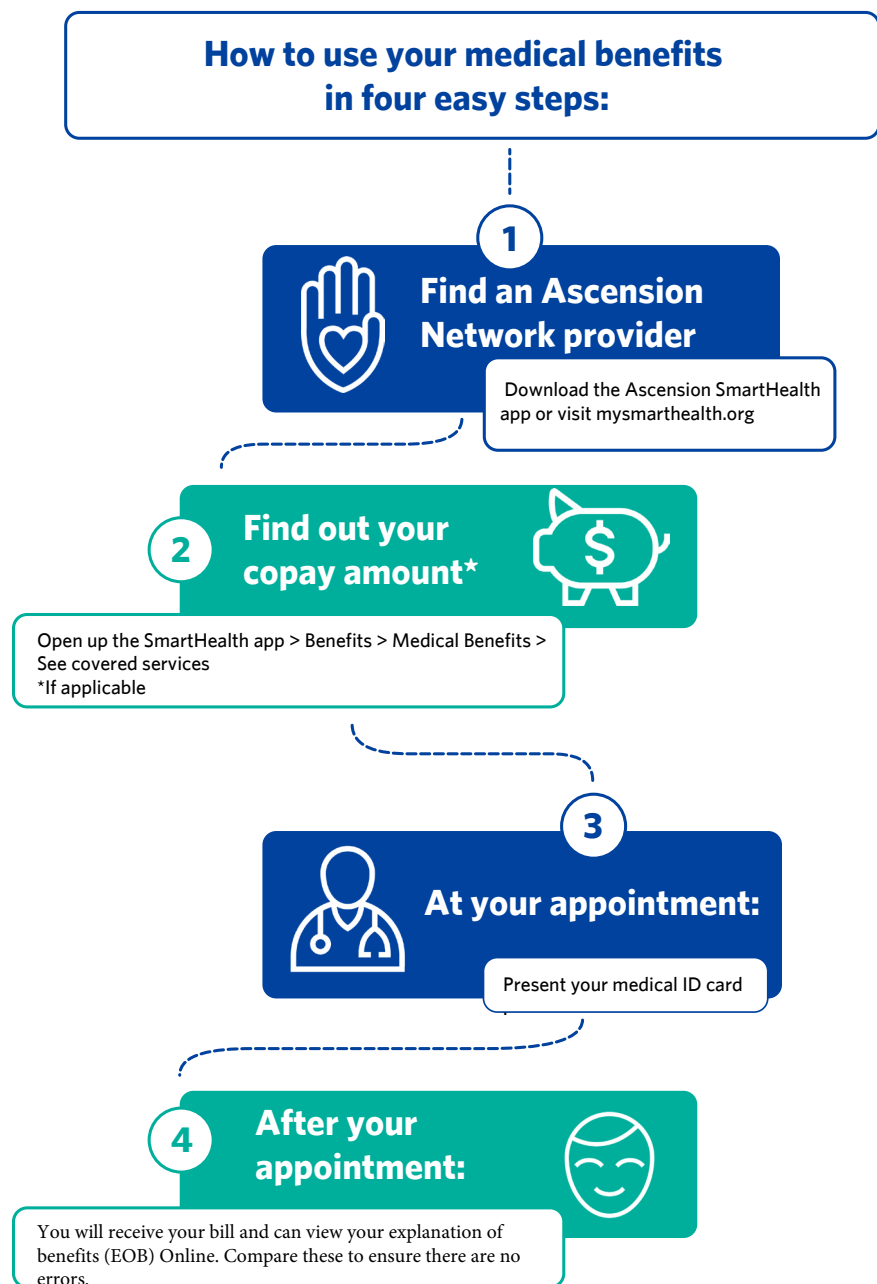 How to use your medical benefits
in four easy steps:
1
Find an Ascension
Network provider
Download the Ascension SmartHealth
app or visit mysmarthealth.org
2
Find out your
copay amount*
$
Open up the SmartHealth app > Benefits > Medical Benefits >
See covered services
*If applicable
3
At your appointment:
Present your medical ID card
4
After your
appointment:
You will receive your bill and can view your explanation of
benefits (EOB) Online. Compare these to ensure there are no
errors.